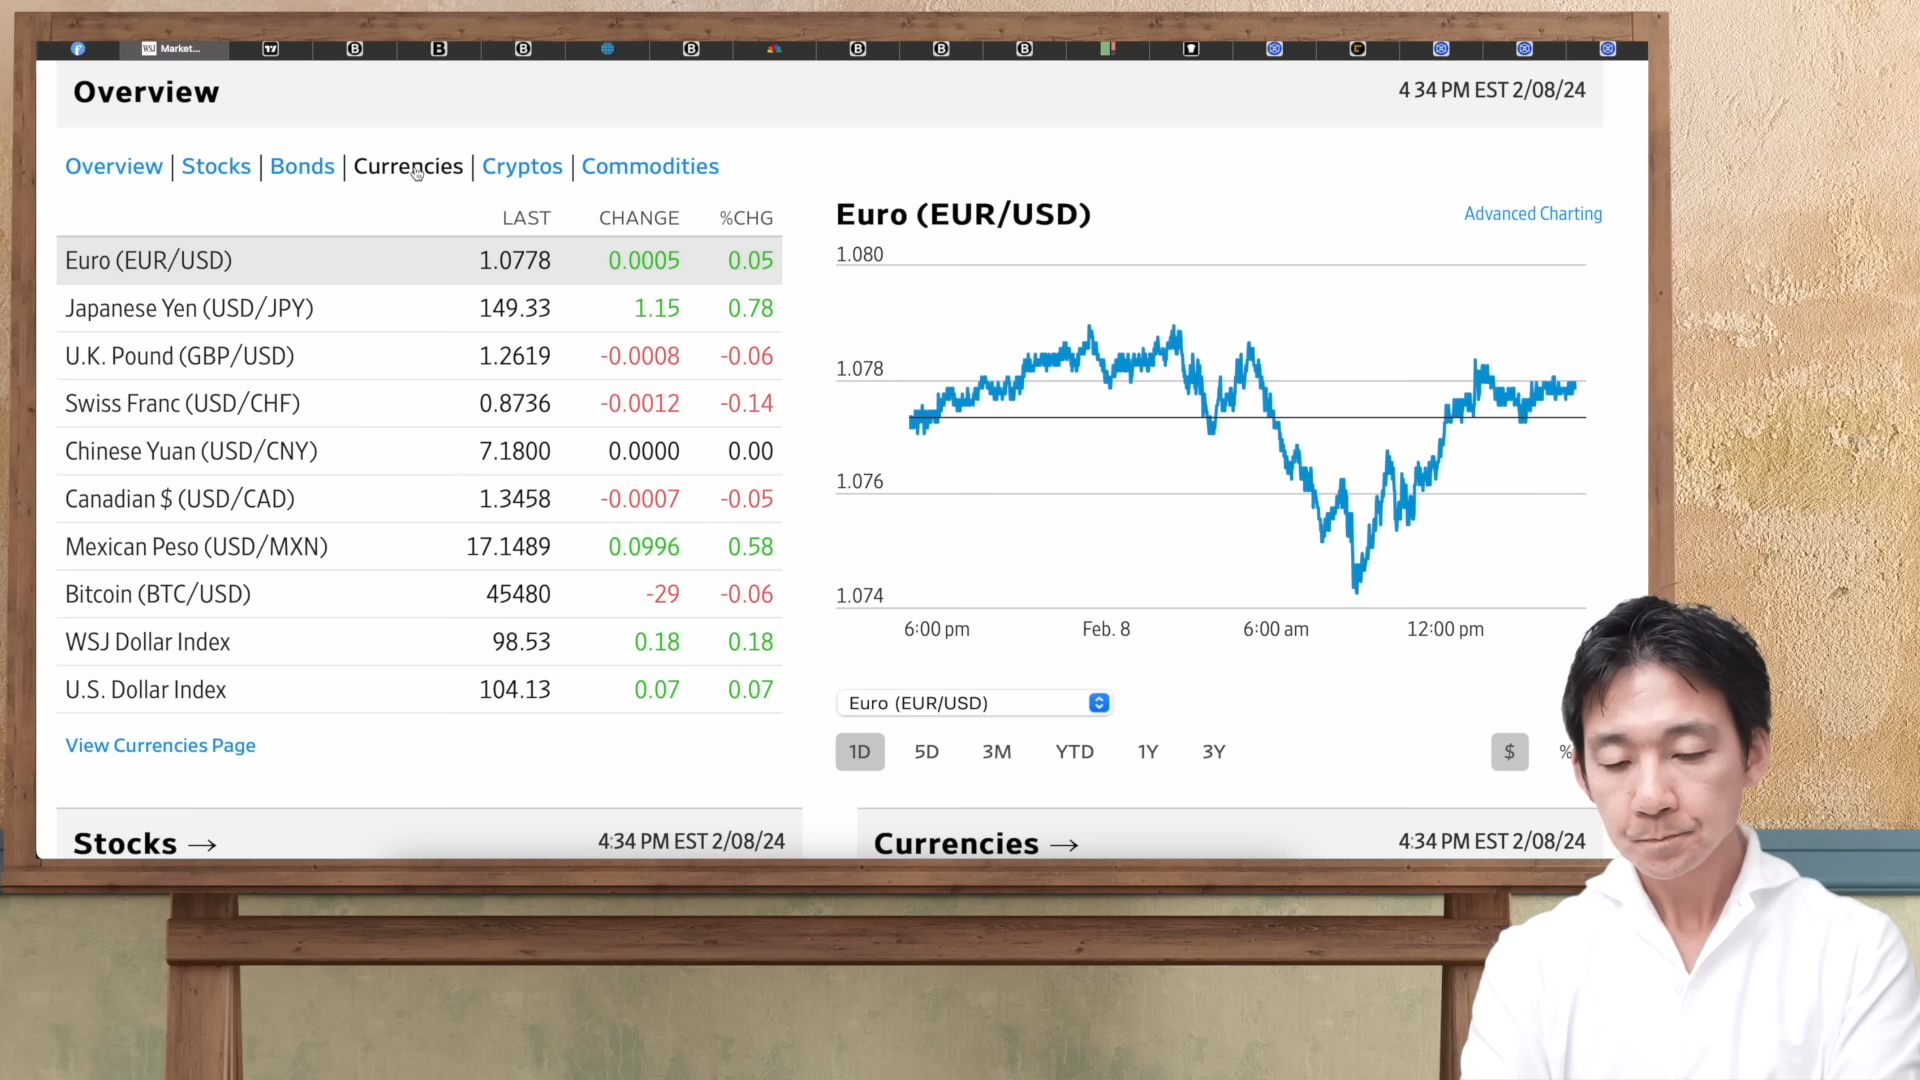 WSJ Market...
Overview
4 34 PM EST 2/08/24
Overview | Stocks | Bonds | Currencies | Cryptos | Commodities
LAST CHANGE %CHG
Euro (EUR/USD) 1.0778 0.0005 0.05
Japanese Yen (USD/JPY) 149.33 1.15 0.78
U.K. Pound (GBP/USD) 1.2619 -0.0008 -0.06
Swiss Franc (USD/CHF) 0.8736 -0.0012 -0.14
Chinese Yuan (USD/CNY) 7.1800 0.0000 0.00
Canadian $ (USD/CAD) 1.3458 -0.0007 -0.05
Mexican Peso (USD/MXN) 17.1489 0.0996 0.58
Bitcoin (BTC/USD) 45480 -29 -0.06
WSJ Dollar Index 98.53 0.18 0.18
U.S. Dollar Index 104.13 0.07 0.07
View Currencies Page
Euro (EUR/USD)
Advanced Charting
1.080
1.078
1.076
1.074
6:00 pm Feb. 8 6:00 am 12:00 pm
Euro (EUR/USD)
1D 5D 3M YTD 1Y 3Y $ %
Stocks → 4:34 PM EST 2/08/24
Currencies → 4:34 PM EST 2/08/24